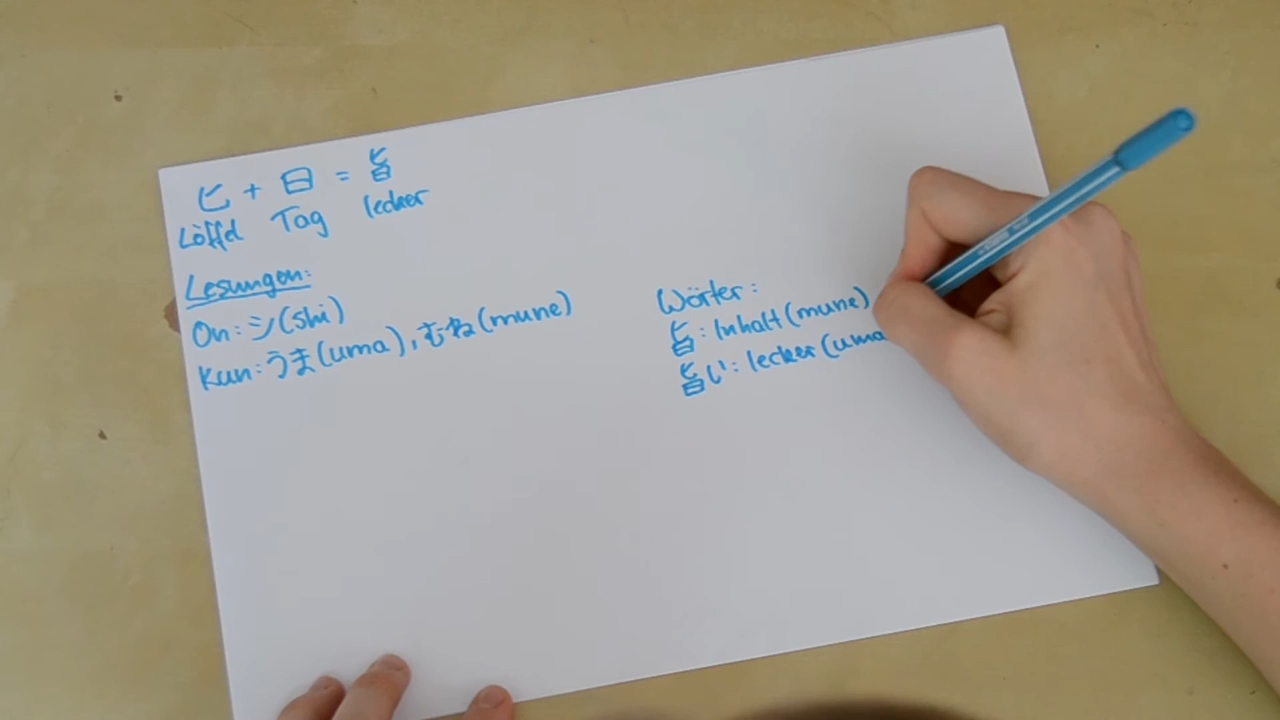 匕 + 日 = 旨
Löffel Tag lecker
Lesungen:
On: シ(shi)
Kun: うま(uma), むね(mune)
Wörter:
旨: Inhalt(mune)
旨い: lecker(uma